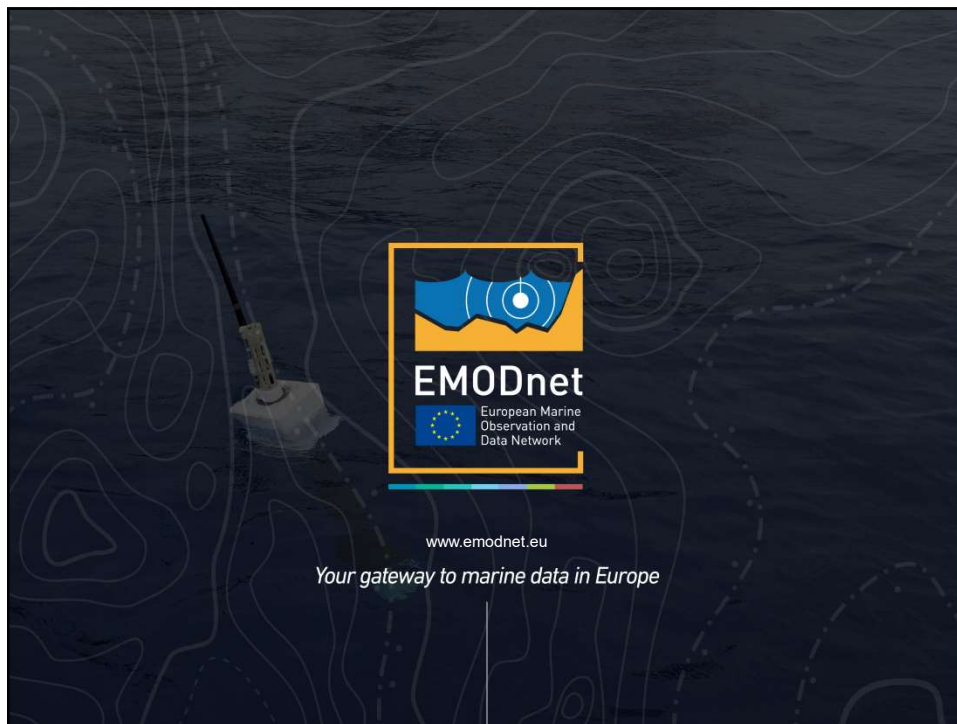 EMODnet
European Marine
Observation and
Data Network
www.emodnet.eu
Your gateway to marine data in Europe